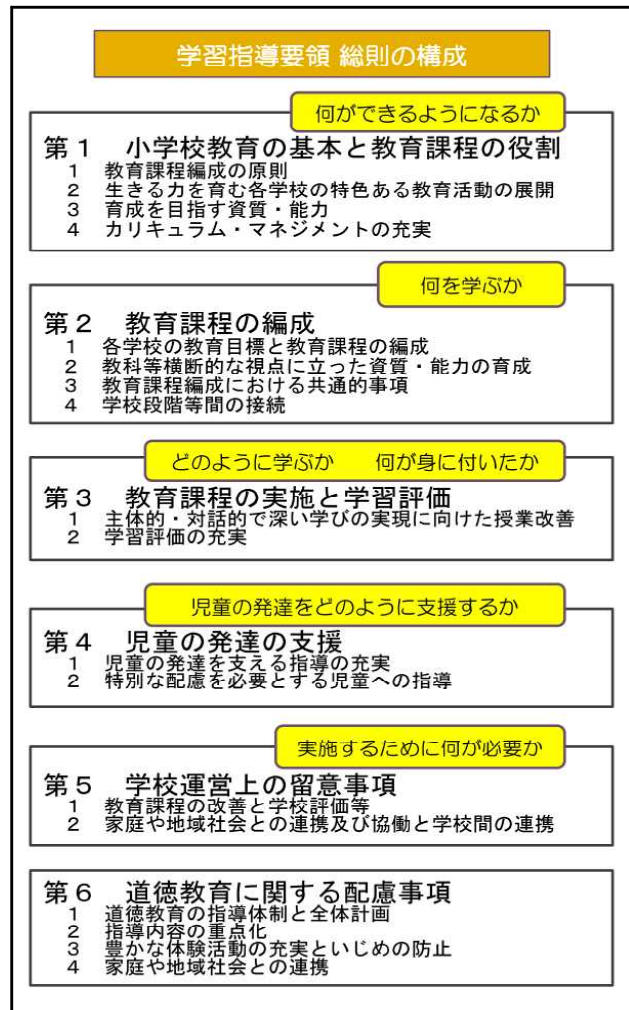 学習指導要領 総則の構成
何ができるようになるか
第1 小学校教育の基本と教育課程の役割
1 教育課程編成の原則
2 生きる力を育む各学校の特色ある教育活動の展開
3 育成を目指す資質・能力
4 カリキュラム・マネジメントの充実
何を学ぶか
第2 教育課程の編成
1 各学校の教育目標と教育課程の編成
2 教科等横断的な視点に立った資質・能力の育成
3 教育課程編成における共通的事項
4 学校段階等間の接続
どのように学ぶか 何が身に付いたか
第3 教育課程の実施と学習評価
1 主体的・対話的で深い学びの実現に向けた授業改善
2 学習評価の充実
児童の発達をどのように支援するか
第4 児童の発達の支援
1 児童の発達を支える指導の充実
2 特別な配慮を必要とする児童への指導
実施するために何が必要か
第5 学校運営上の留意事項
1 教育課程の改善と学校評価等
2 家庭や地域社会との連携及び協働と学校間の連携
第6 道徳教育に関する配慮事項
1 道徳教育の指導体制と全体計画
2 指導内容の重点化
3 豊かな体験活動の充実といじめの防止
4 家庭や地域社会との連携